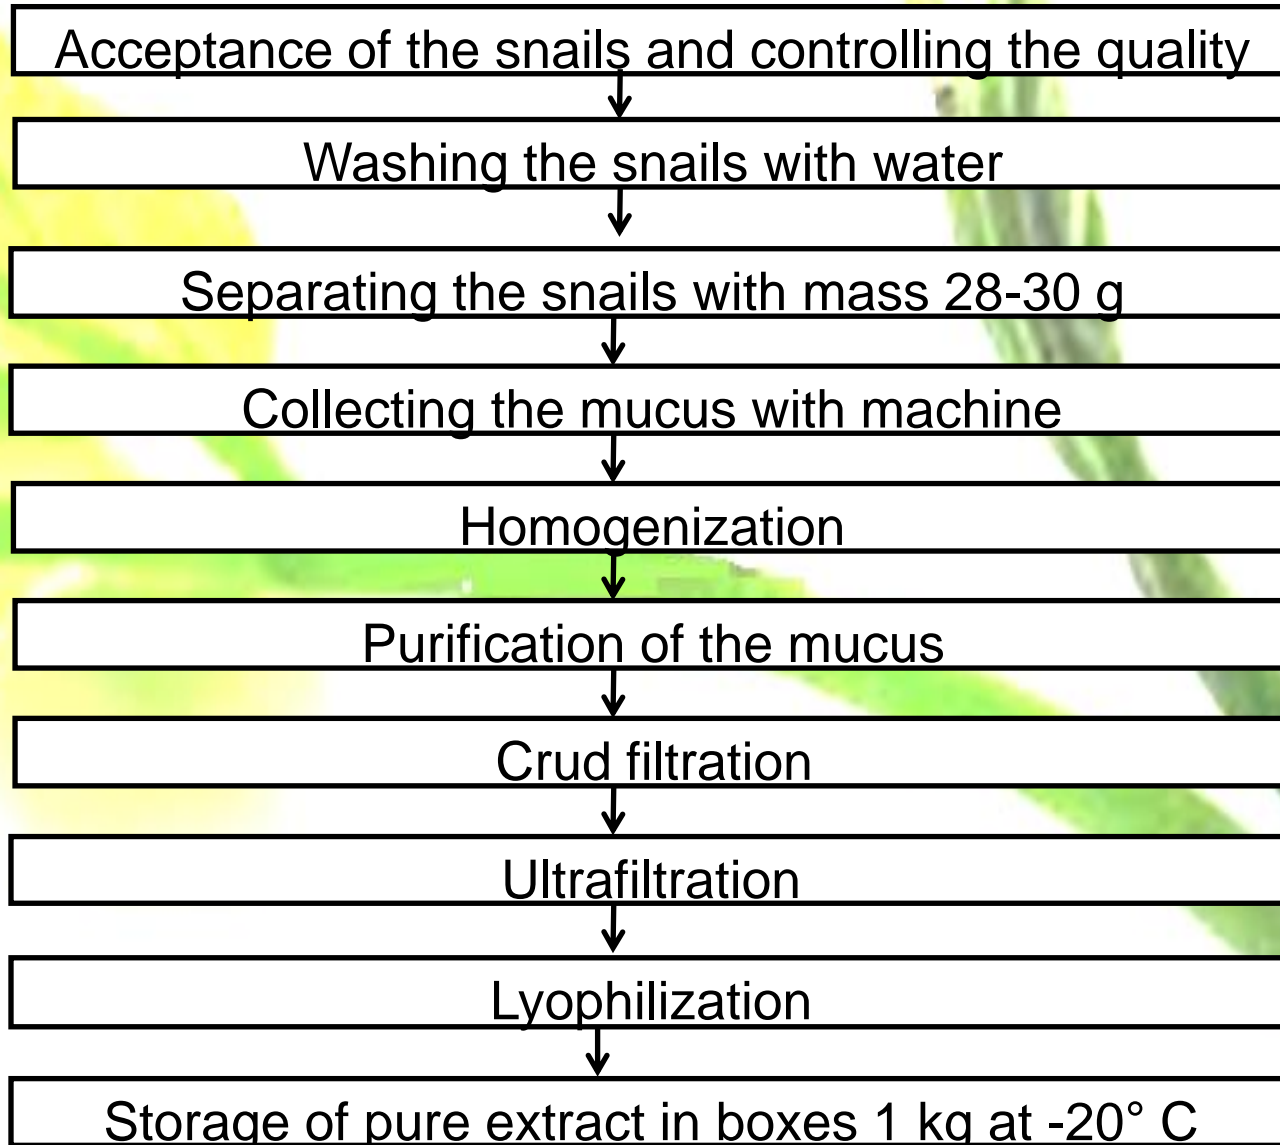 Acceptance of the snails and controlling the quality
Washing the snails with water
Separating the snails with mass 28-30 g
Collecting the mucus with machine
Homogenization
Purification of the mucus
Crud filtration
Ultrafiltration
Lyophilization
Storage of pure extract in boxes 1 kg at -20° C